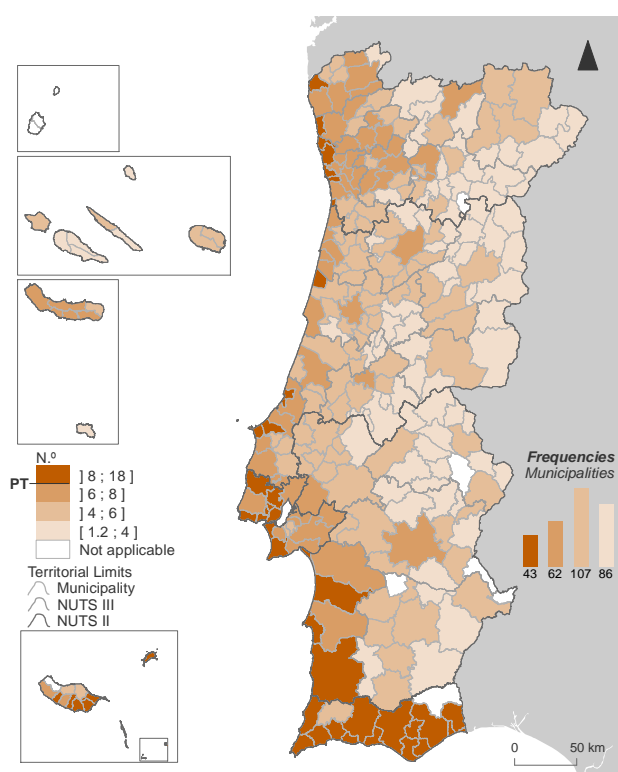 N.º
PT
] 8 ; 18 ]
] 6 ; 8 ]
] 4 ; 6 ]
[ 1.2 ; 4 ]
Not applicable
Territorial Limits
Municipality
NUTS III
NUTS II
Frequencies
Municipalities
43 62 107 86
0 50 km